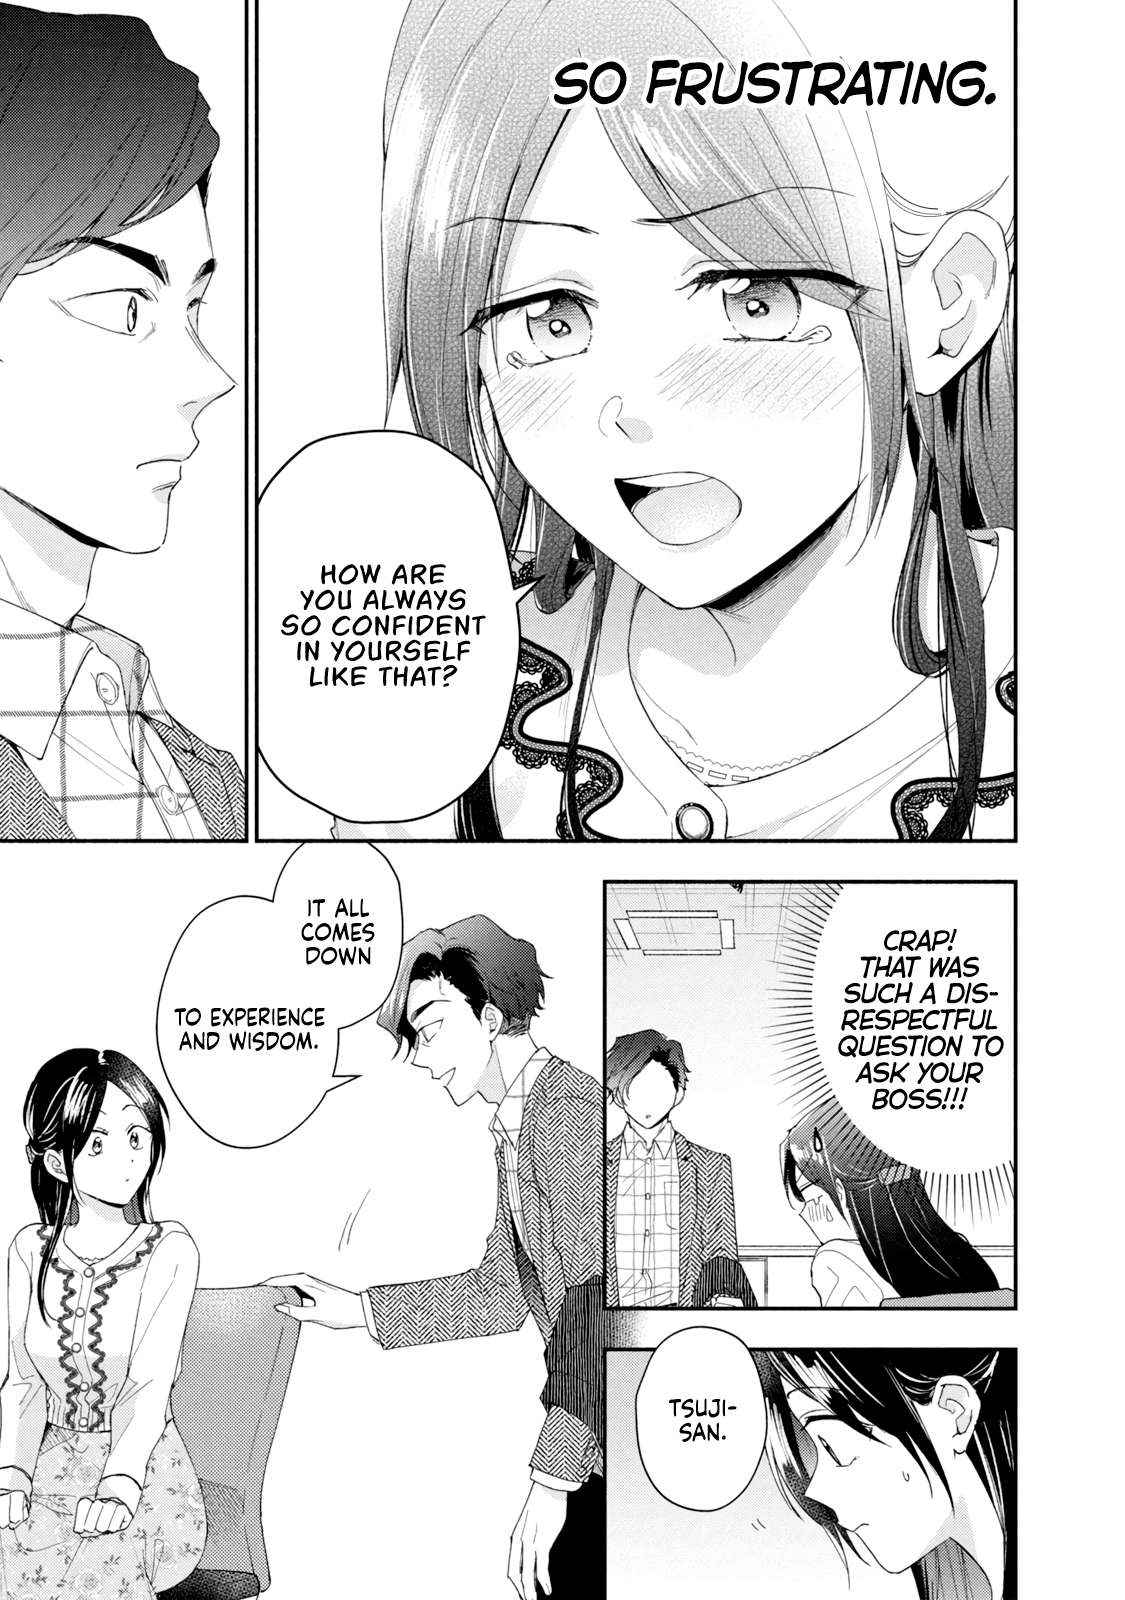 SO FRUSTRATING.
HOW ARE
YOU ALWAYS
SO CONFIDENT
IN YOURSELF
LIKE THAT?
CRAP!
THAT WAS
SUCH A DIS-
RESPECTFUL
QUESTION TO
ASK YOUR
BOSS!!!
TSUJI-
SAN.
IT ALL
COMES
DOWN
TO EXPERIENCE
AND WISDOM.